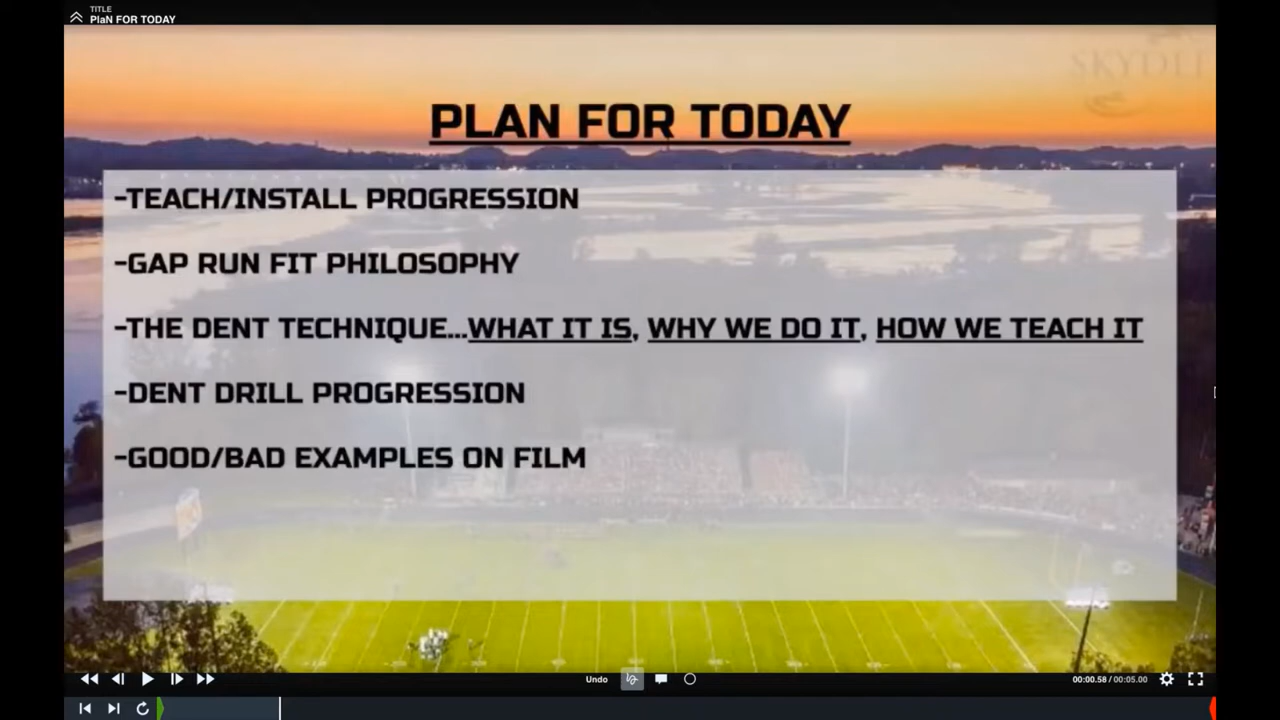 TITLE
PlaN FOR TODAY
PLAN FOR TODAY
-TEACH/INSTALL PROGRESSION
-GAP RUN FIT PHILOSOPHY
-THE DENT TECHNIQUE...WHAT IT IS, WHY WE DO IT, HOW WE TEACH IT
-DENT DRILL PROGRESSION
-GOOD/BAD EXAMPLES ON FILM
Undo
00:00.58 / 00:05.00